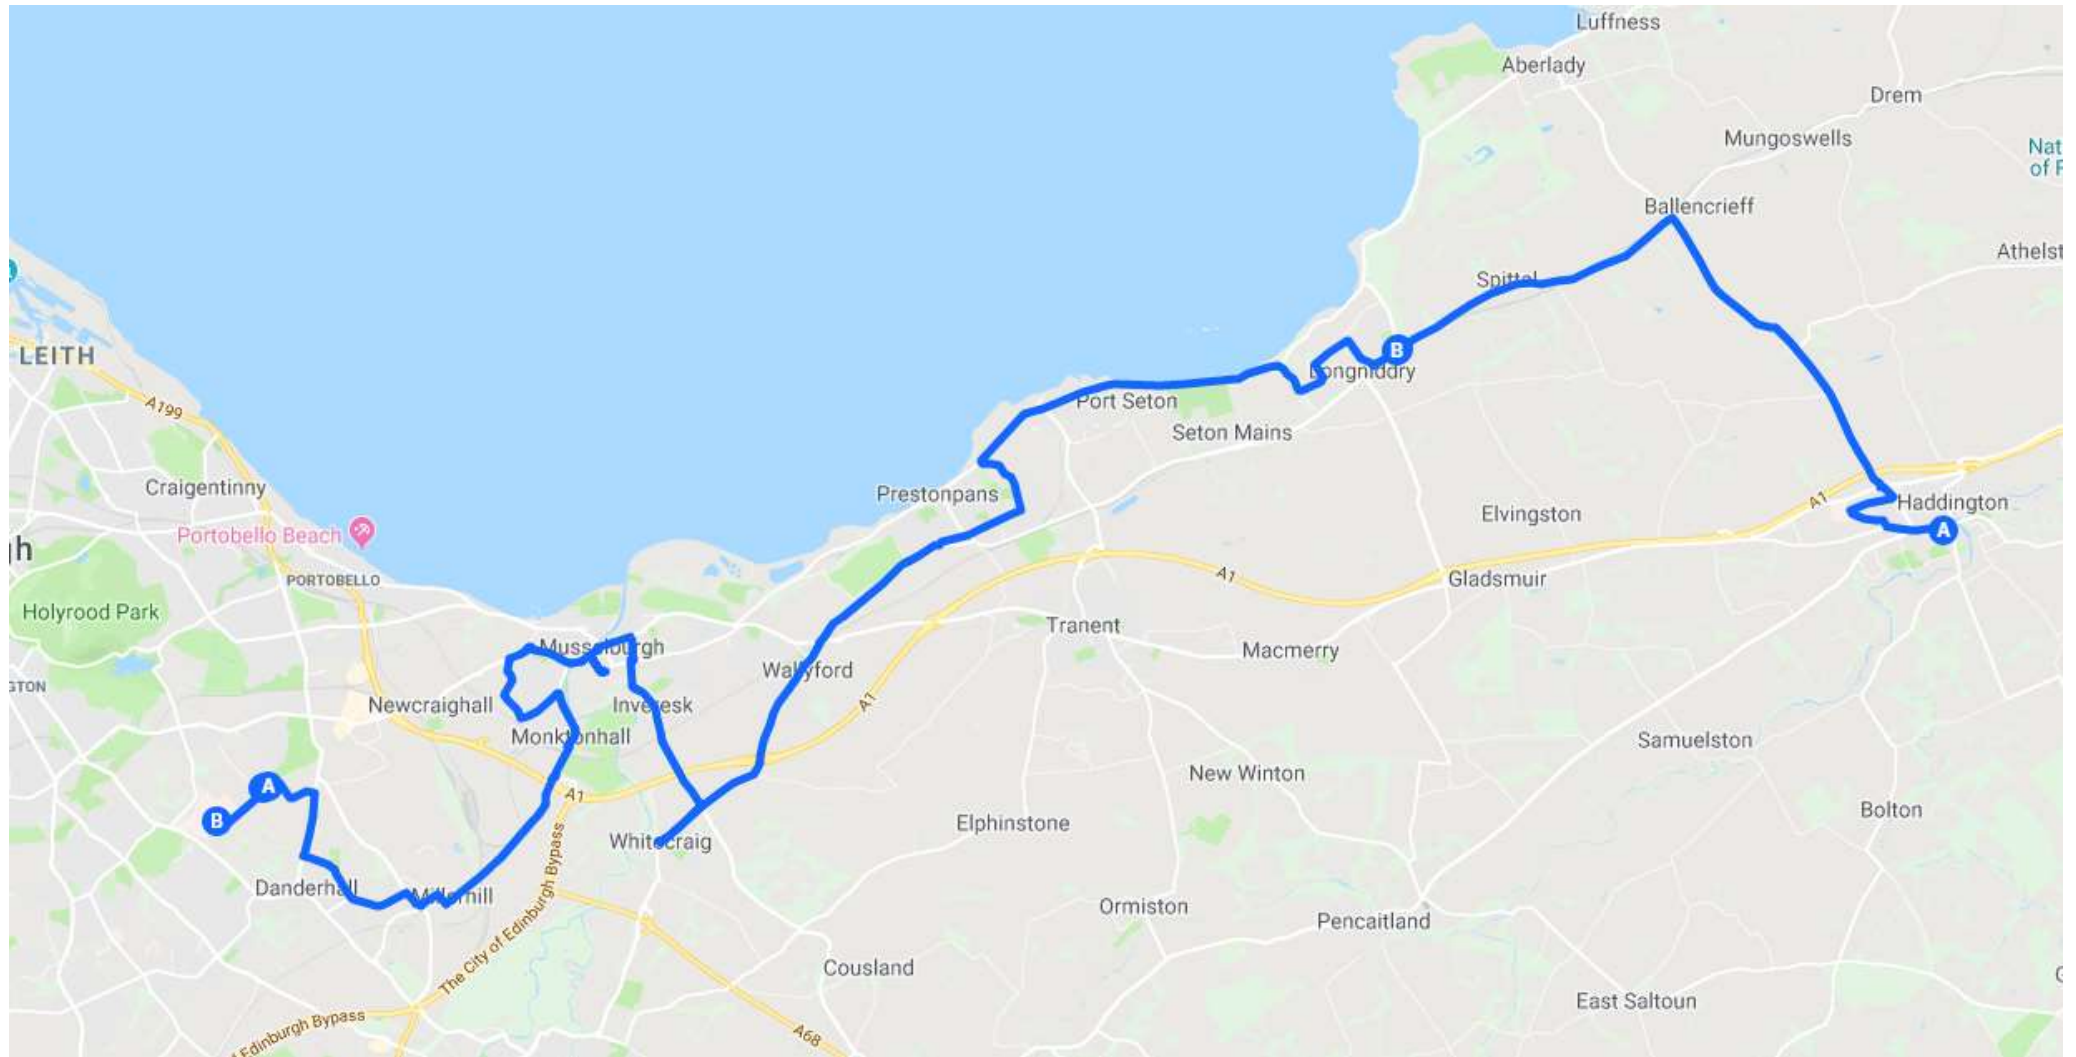 Luffness
Aberlady
Drem
Mungoswells
Nat
of F
Ballencrieff
Athelst
Spittal
LEITH
B
Longniddry
A199
Port Seton
Seton Mains
Craigentinny
Prestonpans
A1
Haddington
Elvingston
A
Portobello Beach
gh
PORTOBELLO
A1
Gladsmuir
Holyrood Park
Tranent
Musselburgh
Macmerry
Wallyford
GTON
Newcraighall
Inveresk
A1
Monktonhall
Samuelston
New Winton
A
A1
B
Elphinstone
Bolton
Whitecraig
Danderhall
Millerhill
Ormiston
Pencaitland
The City of Edinburgh Bypass
Cousland
East Saltoun
Edinburgh Bypass
A68